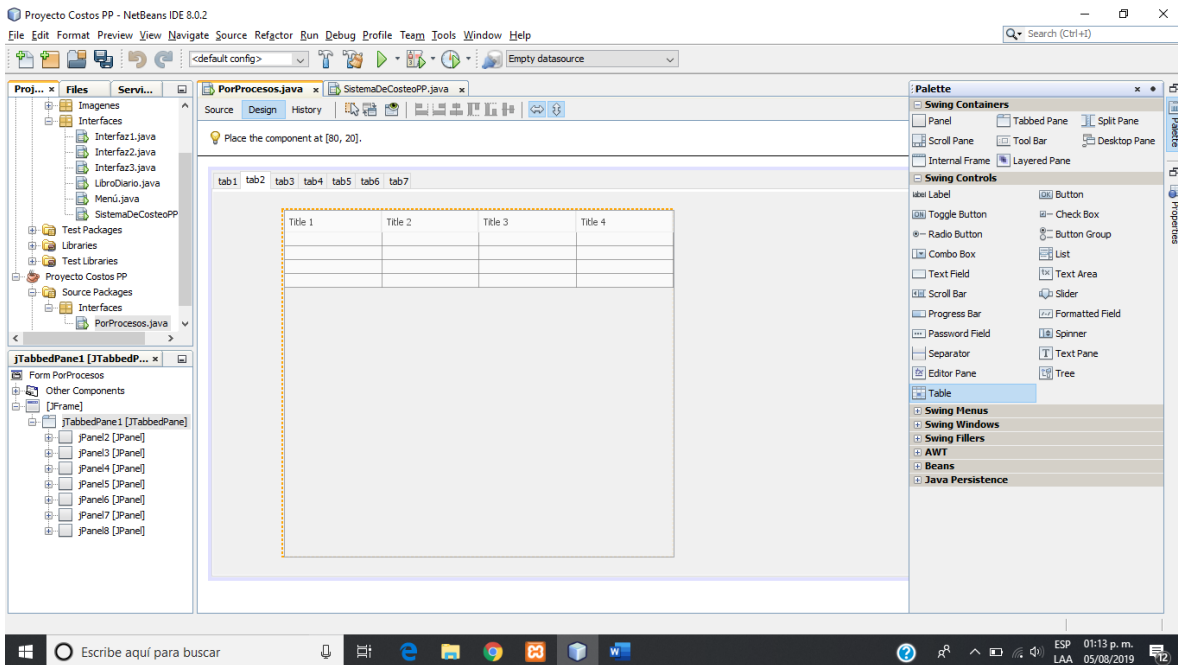 Proyecto Costos PP - NetBeans IDE 8.0.2
File Edit Format Preview View Navigate Source Refactor Run Debug Profile Team Tools Window Help
Search (Ctrl+I)
<default config>
Empty datasource
Proj... x Files Servi...
PorProcesos.java x SistemaDeCosteoPP.java x
Source Design History
Place the component at [80, 20].
Imagenes
Interfaces
Interfaz1.java
Interfaz2.java
Interfaz3.java
LibroDiario.java
Menú.java
SistemaDeCosteoPP
Test Packages
Libraries
Test Libraries
Proyecto Costos PP
Source Packages
Interfaces
PorProcesos.java
jTabbedPane1 [JTabbedP... x
Form PorProcesos
Other Components
[JFrame]
jTabbedPane1 [JTabbedPane]
jPanel2 [JPanel]
jPanel3 [JPanel]
jPanel4 [JPanel]
jPanel5 [JPanel]
jPanel6 [JPanel]
jPanel7 [JPanel]
jPanel8 [JPanel]
tab1 tab2 tab3 tab4 tab5 tab6 tab7
Title 1 Title 2 Title 3 Title 4
Palette
Swing Containers
Panel Tabbed Pane Split Pane
Scroll Pane Tool Bar Desktop Pane
Internal Frame Layered Pane
Swing Controls
label Label OK Button
ON Toggle Button Check Box
Radio Button Button Group
Combo Box List
Text Field Text Area
Scroll Bar Slider
Progress Bar Formatted Field
Password Field Spinner
Separator Text Pane
Editor Pane Tree
Table
Swing Menus
Swing Windows
Swing Fillers
AWT
Beans
Java Persistence
Palette
Properties
Escribe aquí para buscar
ESP
LAA
01:13 p. m.
05/08/2019
12